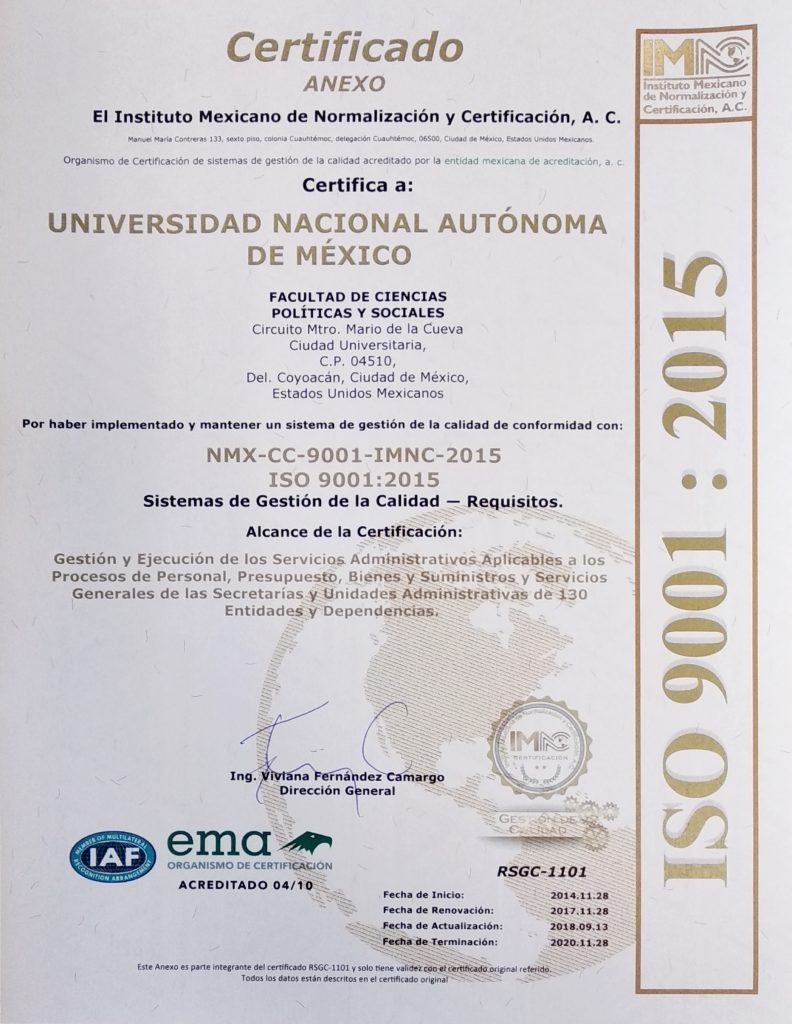 Certificado
ANEXO
El Instituto Mexicano de Normalización y Certificación, A. C.
Manuel María Contreras 133, sexto piso, colonia Cuauhtémoc, delegación Cuauhtémoc, 06500, Ciudad de México, Estados Unidos Mexicanos.
Organismo de Certificación de sistemas de gestión de la calidad acreditado por la entidad mexicana de acreditación, a. c.
Certifica a:
UNIVERSIDAD NACIONAL AUTÓNOMA
DE MÉXICO
FACULTAD DE CIENCIAS
POLÍTICAS Y SOCIALES
Circuito Mtro. Mario de la Cueva
Ciudad Universitaria,
C.P. 04510,
Del. Coyoacán, Ciudad de México,
Estados Unidos Mexicanos
Por haber implementado y mantener un sistema de gestión de la calidad de conformidad con:
NMX-CC-9001-IMNC-2015
ISO 9001:2015
Sistemas de Gestión de la Calidad — Requisitos.
Alcance de la Certificación:
Gestión y Ejecución de los Servicios Administrativos Aplicables a los
Procesos de Personal, Presupuesto, Bienes y Suministros y Servicios
Generales de las Secretarías y Unidades Administrativas de 130
Entidades y Dependencias.
Ing. Viviana Fernández Camargo
Dirección General
IMNC
CERTIFICACIÓN
GESTIÓN DE
CALIDAD
MEMBER OF MULTILATERAL
IAF
RECOGNITION ARRANGEMENT
ema
ORGANISMO DE CERTIFICACIÓN
ACREDITADO 04/10
RSGC-1101
Fecha de Inicio: 2014.11.28
Fecha de Renovación: 2017.11.28
Fecha de Actualización: 2018.09.13
Fecha de Terminación: 2020.11.28
Este Anexo es parte integrante del certificado RSGC-1101 y solo tiene validez con el certificado original referido.
Todos los datos están descritos en el certificado original
IMNC
Instituto Mexicano
de Normalización y
Certificación, A.C.
ISO 9001 : 2015